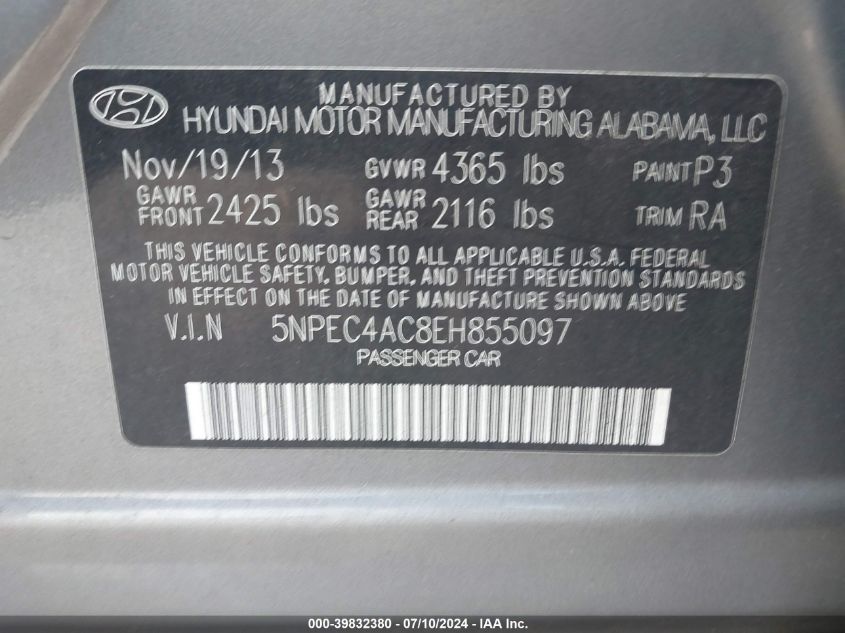 MANUFACTURED BY
HYUNDAI MOTOR MANUFACTURING ALABAMA, LLC
Nov/19/13 GVWR 4365 lbs PAINT P3
GAWR FRONT 2425 lbs GAWR REAR 2116 lbs TRIM RA
THIS VEHICLE CONFORMS TO ALL APPLICABLE U.S.A. FEDERAL
MOTOR VEHICLE SAFETY, BUMPER, AND THEFT PREVENTION STANDARDS
IN EFFECT ON THE DATE OF MANUFACTURE SHOWN ABOVE
V.I.N 5NPEC4AC8EH855097
PASSENGER CAR
000-39832380 / 07/10/2024 - IAA Inc.